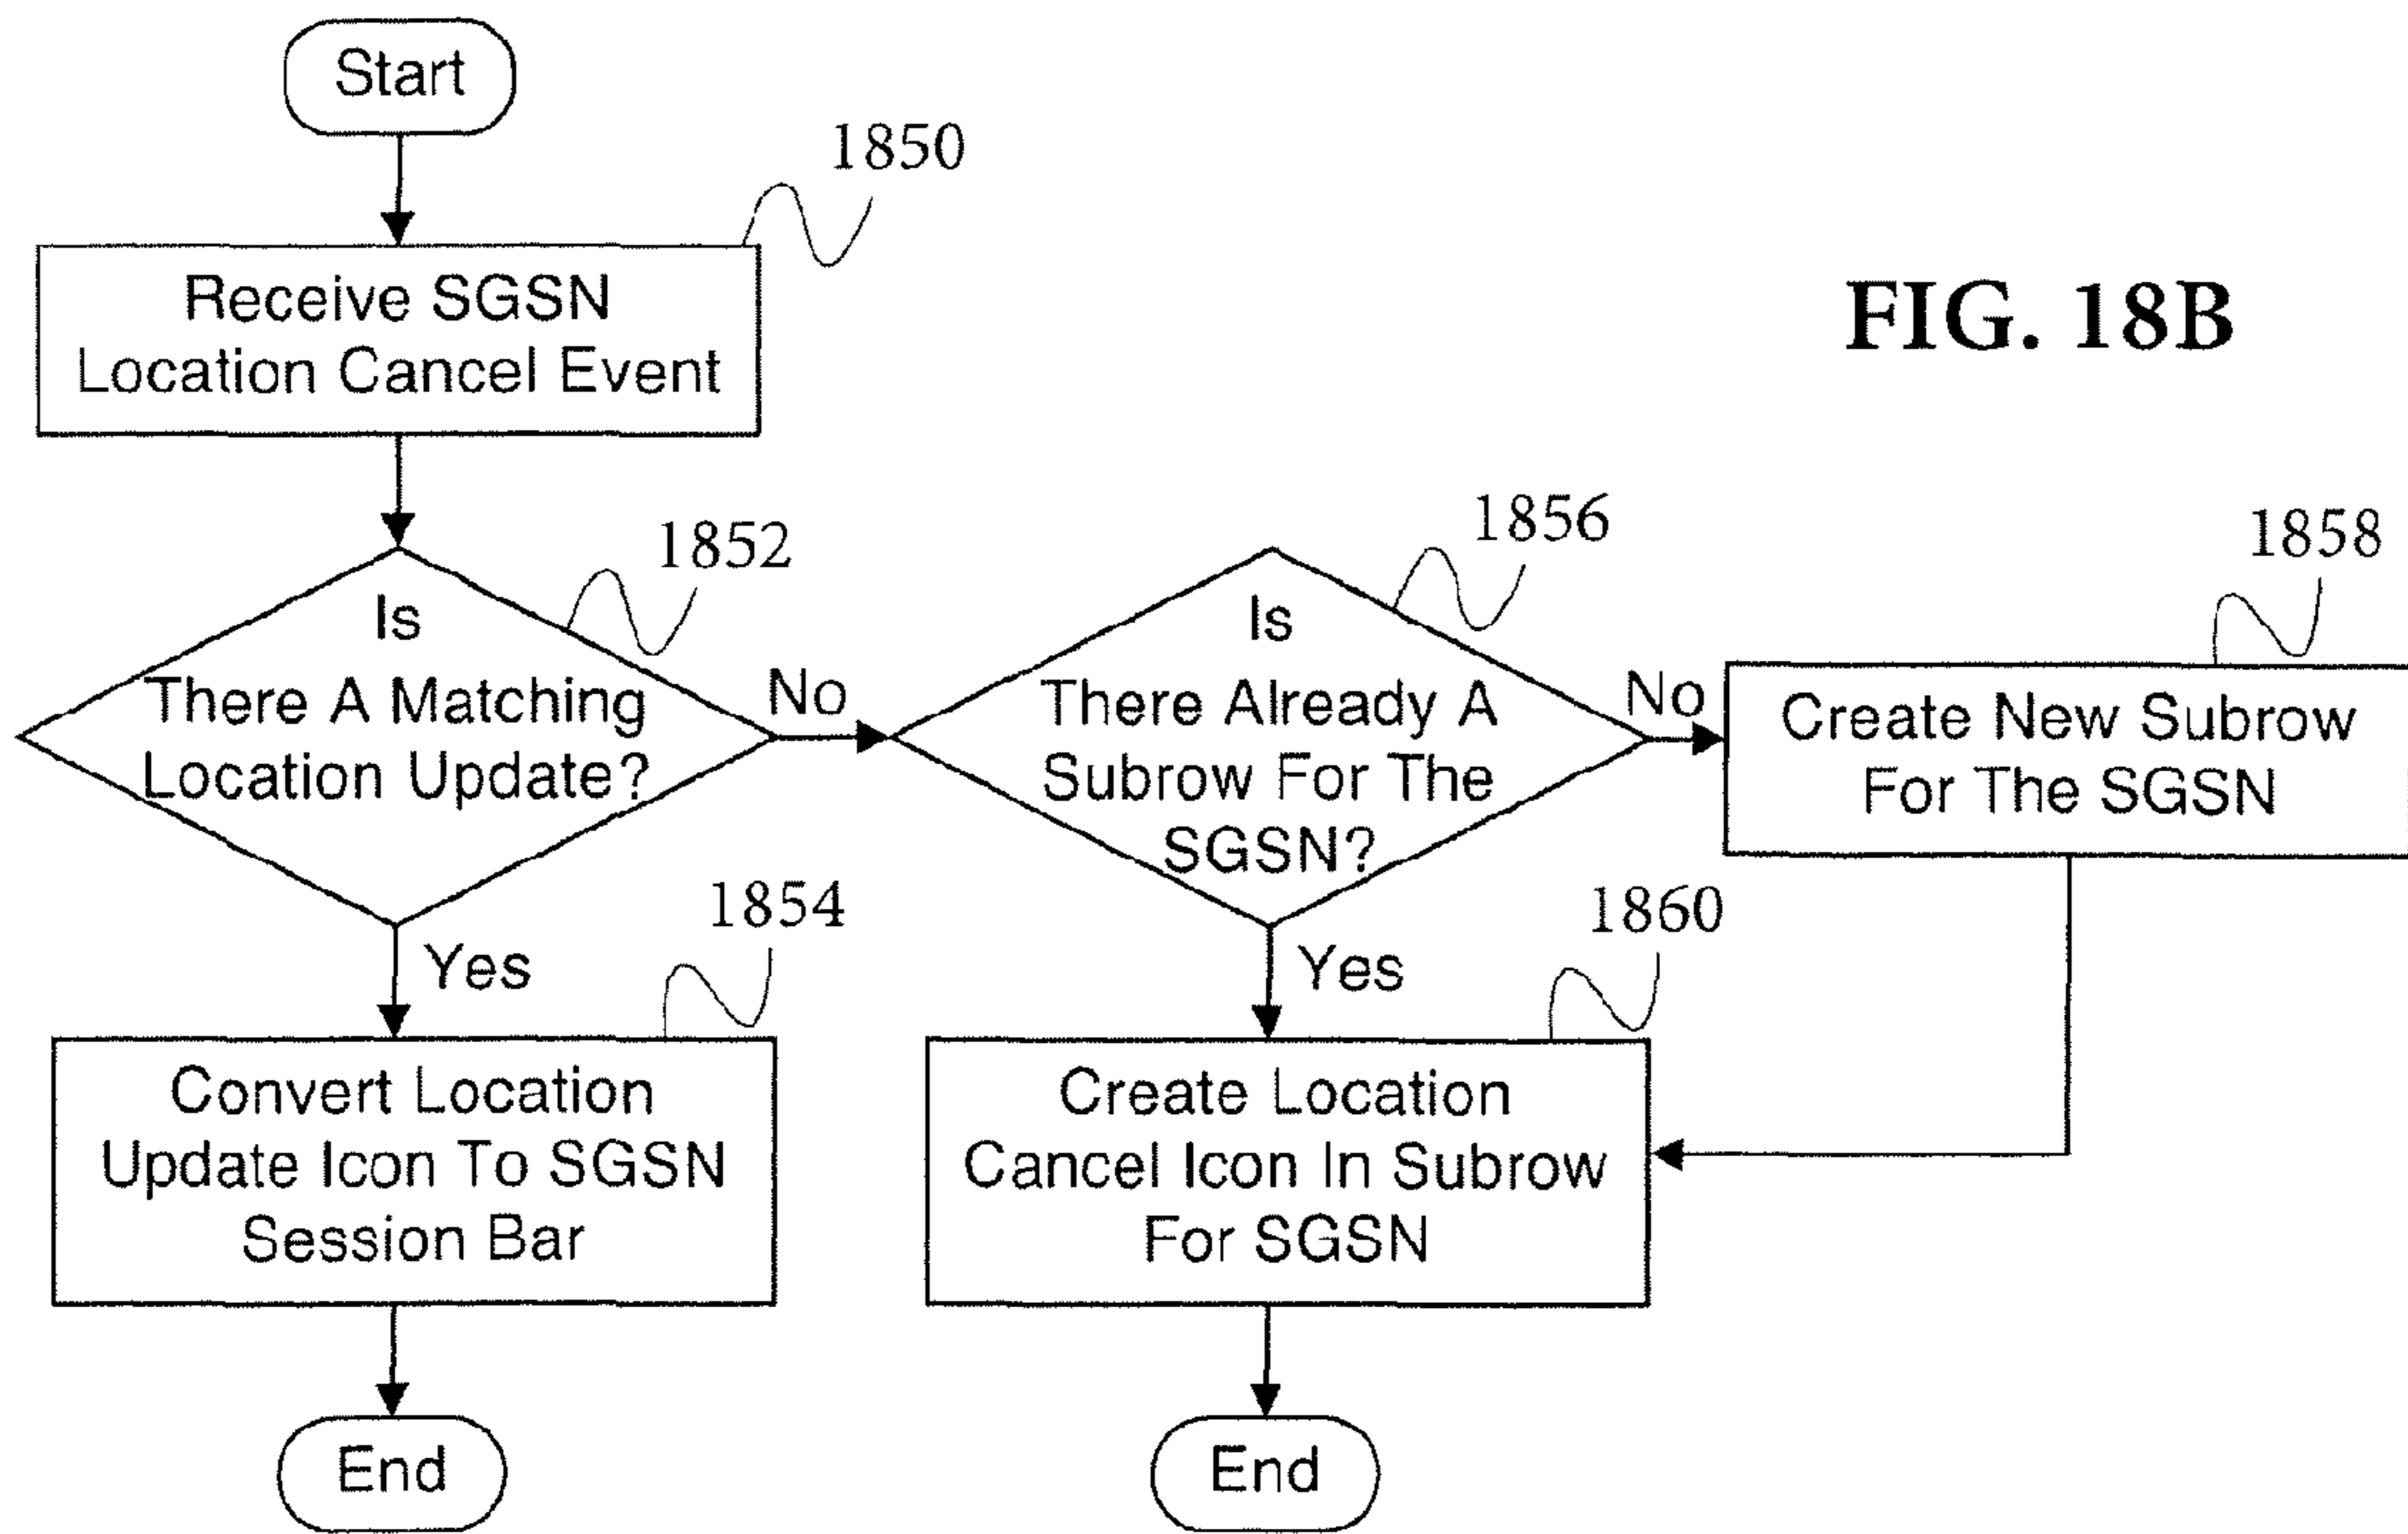 Start
1850
Receive SGSN
Location Cancel Event
FIG. 18B
1852
Is
There A Matching
Location Update?
No
1856
Is
There Already A
Subrow For The
SGSN?
No
1858
Create New Subrow
For The SGSN
Yes
1854
Convert Location
Update Icon To SGSN
Session Bar
Yes
1860
Create Location
Cancel Icon In Subrow
For SGSN
End
End